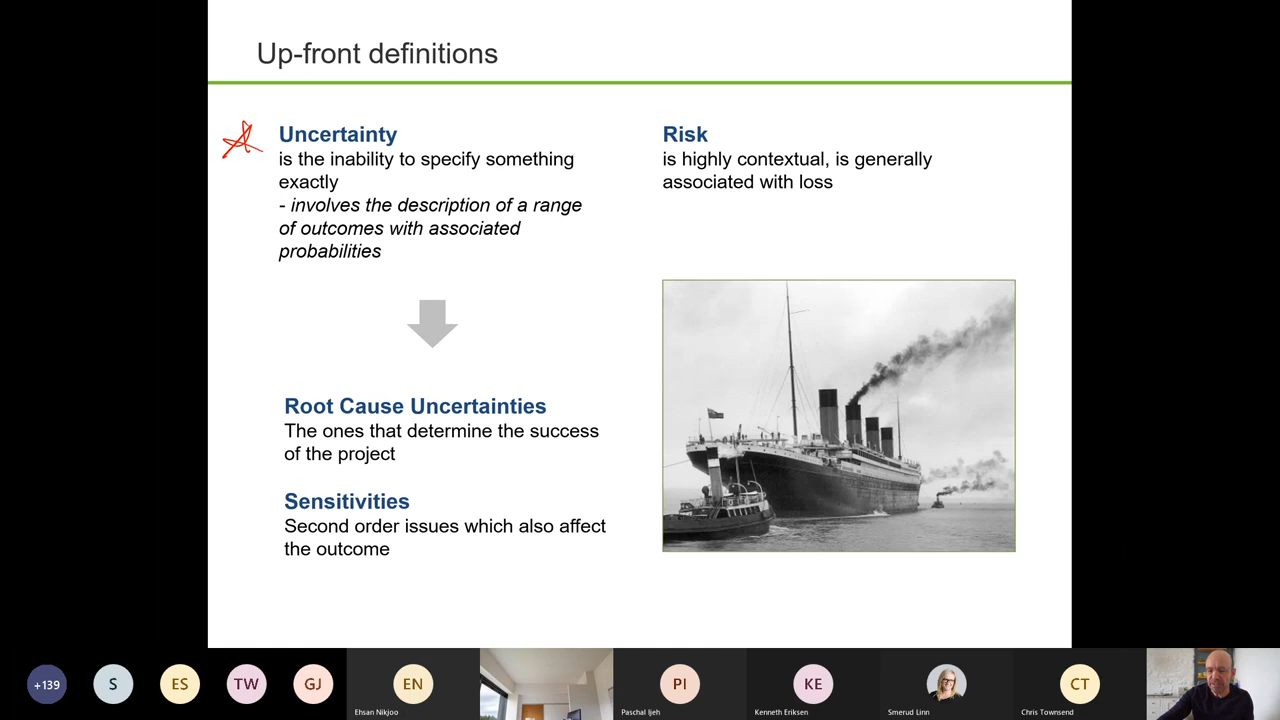 Up-front definitions
Uncertainty
is the inability to specify something
exactly
- involves the description of a range
of outcomes with associated
probabilities
Risk
is highly contextual, is generally
associated with loss
Root Cause Uncertainties
The ones that determine the success
of the project
Sensitivities
Second order issues which also affect
the outcome
+139
S
ES
TW
GJ
EN
Ehsan Nikjoo
PI
Paschal Ijeh
KE
Kenneth Eriksen
Smerud Linn
CT
Chris Townsend